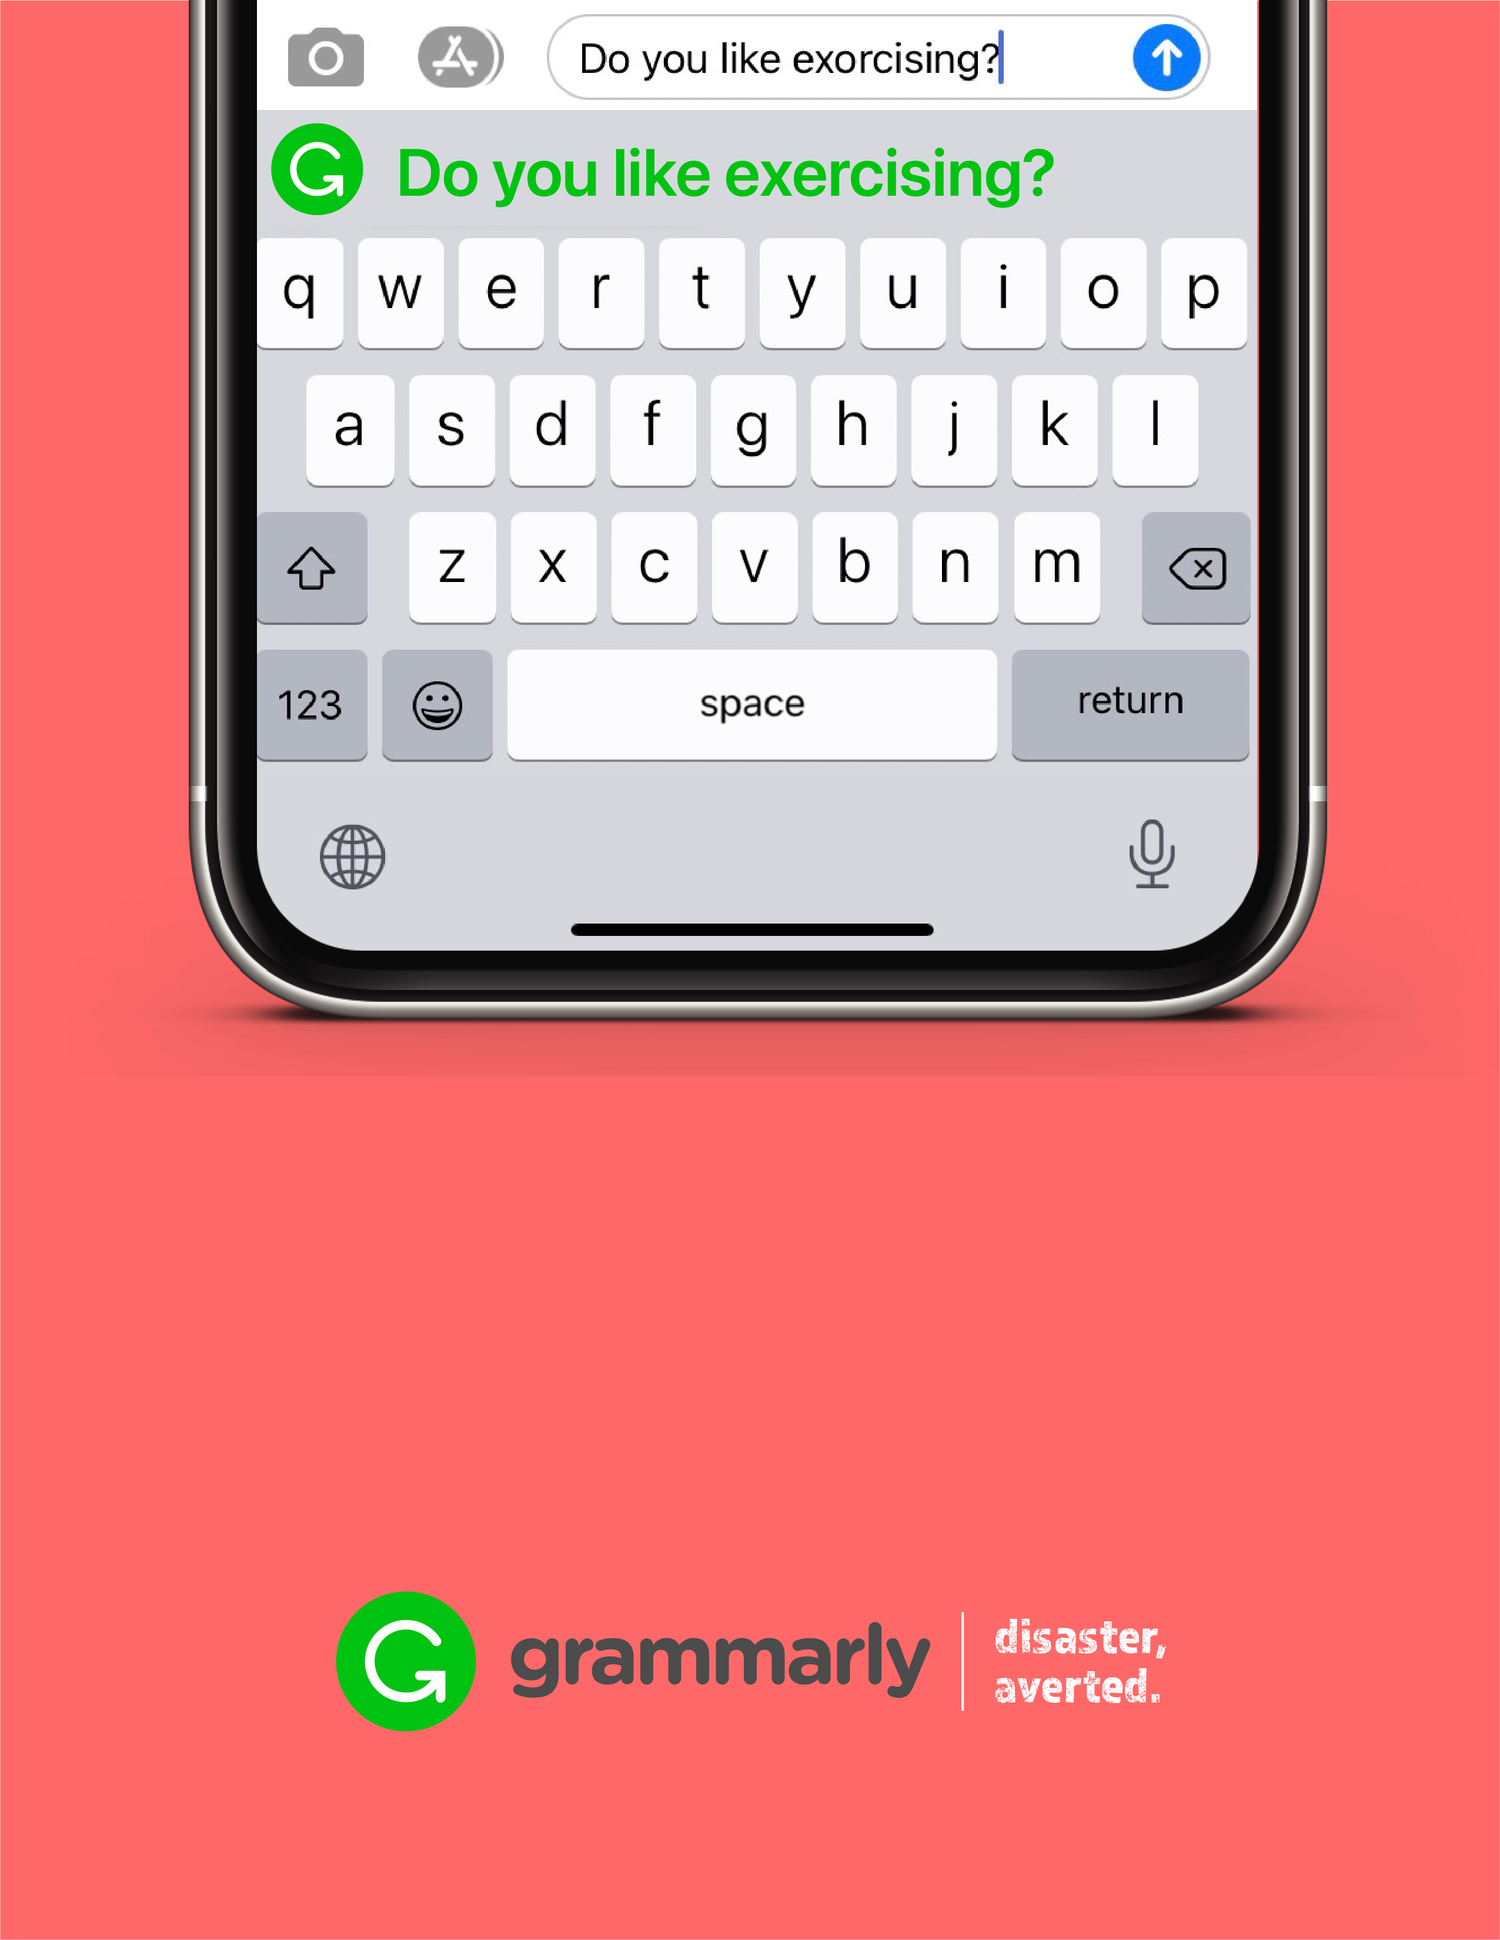 Do you like exorcising?
Do you like exercising?
q w e r t y u i o p
a s d f g h j k l
z x c v b n m
123 space return
grammarly
disaster,
averted.